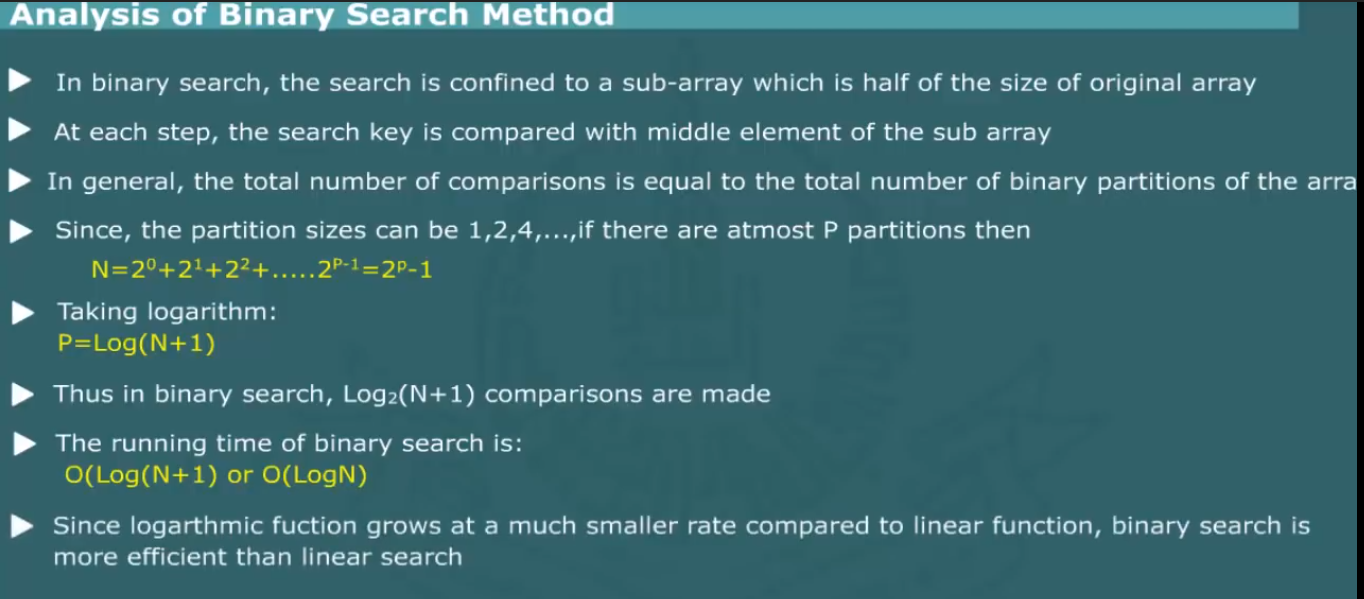 Analysis of Binary Search Method
In binary search, the search is confined to a sub-array which is half of the size of original array
At each step, the search key is compared with middle element of the sub array
In general, the total number of comparisons is equal to the total number of binary partitions of the arra
Since, the partition sizes can be 1,2,4,...,if there are atmost P partitions then
N=2⁰+2¹+2²+.....2ᴾ⁻¹=2ᵖ-1
Taking logarithm:
P=Log(N+1)
Thus in binary search, Log₂(N+1) comparisons are made
The running time of binary search is:
O(Log(N+1) or O(LogN)
Since logarthmic fuction grows at a much smaller rate compared to linear function, binary search is
more efficient than linear search